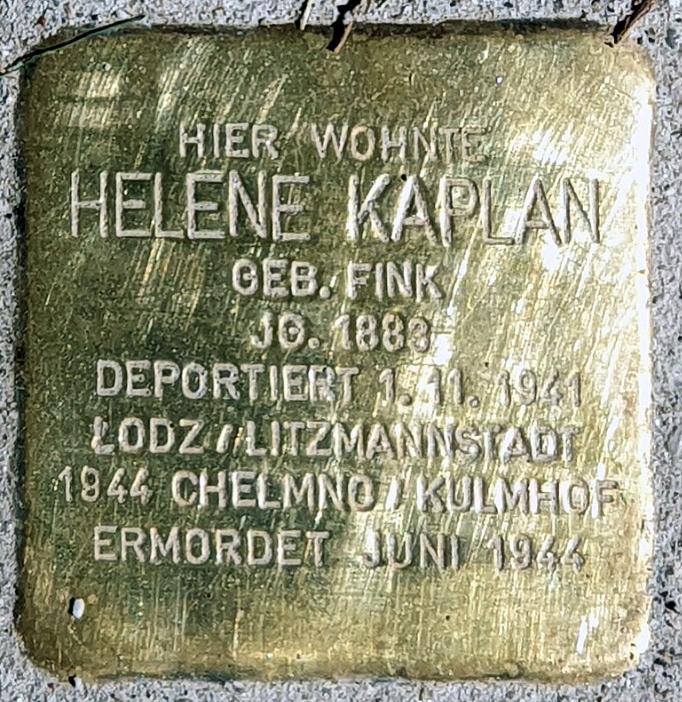 HIER WOHNTE
HELENE KAPLAN
GEB. FINK
JG. 1888
DEPORTIERT 1.11.1941
ŁODZ / LITZMANNSTADT
1944 CHELMNO / KULMHOF
ERMORDET JUNI 1944